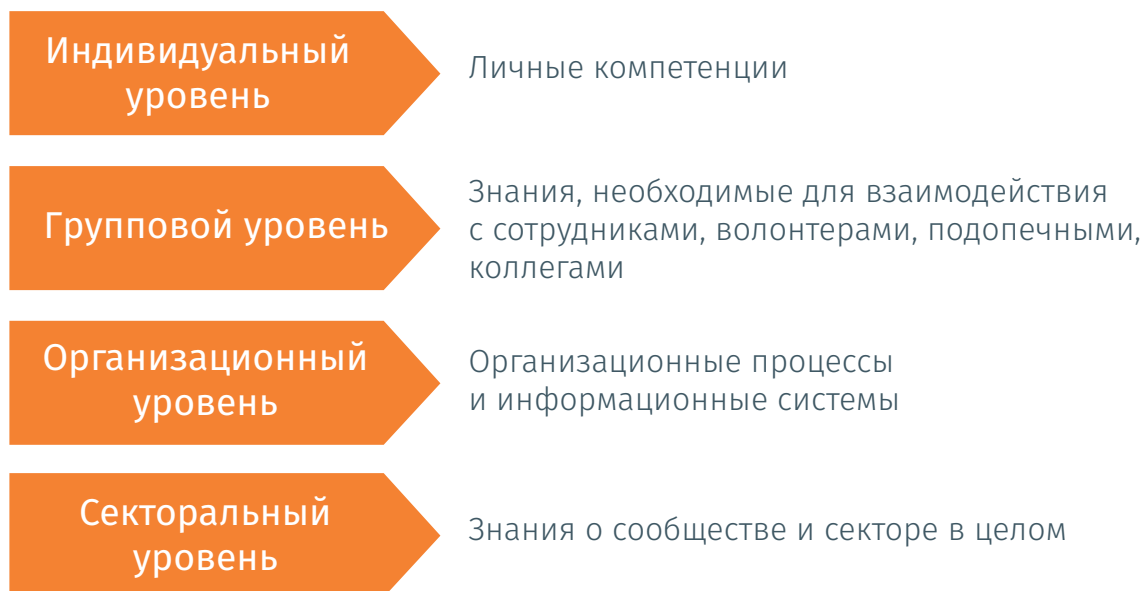 Индивидуальный
уровень
Личные компетенции
Групповой уровень
Знания, необходимые для взаимодействия
с сотрудниками, волонтерами, подопечными,
коллегами
Организационный
уровень
Организационные процессы
и информационные системы
Секторальный
уровень
Знания о сообществе и секторе в целом